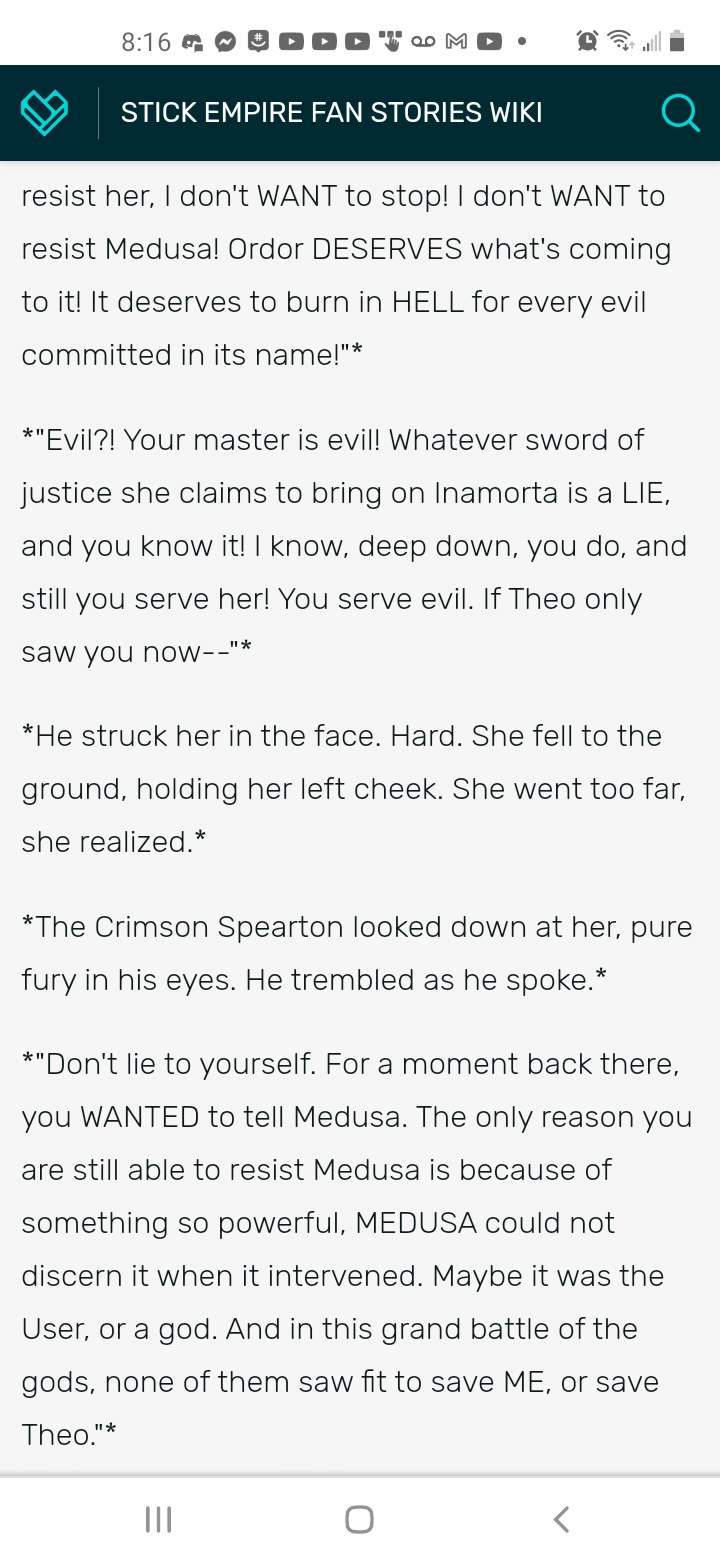 8:16
STICK EMPIRE FAN STORIES WIKI
resist her, I don't WANT to stop! I don't WANT to
resist Medusa! Ordor DESERVES what's coming
to it! It deserves to burn in HELL for every evil
committed in its name!"*
*"Evil?! Your master is evil! Whatever sword of
justice she claims to bring on Inamorta is a LIE,
and you know it! I know, deep down, you do, and
still you serve her! You serve evil. If Theo only
saw you now--"*
*He struck her in the face. Hard. She fell to the
ground, holding her left cheek. She went too far,
she realized.*
*The Crimson Spearton looked down at her, pure
fury in his eyes. He trembled as he spoke.*
*"Don't lie to yourself. For a moment back there,
you WANTED to tell Medusa. The only reason you
are still able to resist Medusa is because of
something so powerful, MEDUSA could not
discern it when it intervened. Maybe it was the
User, or a god. And in this grand battle of the
gods, none of them saw fit to save ME, or save
Theo."*